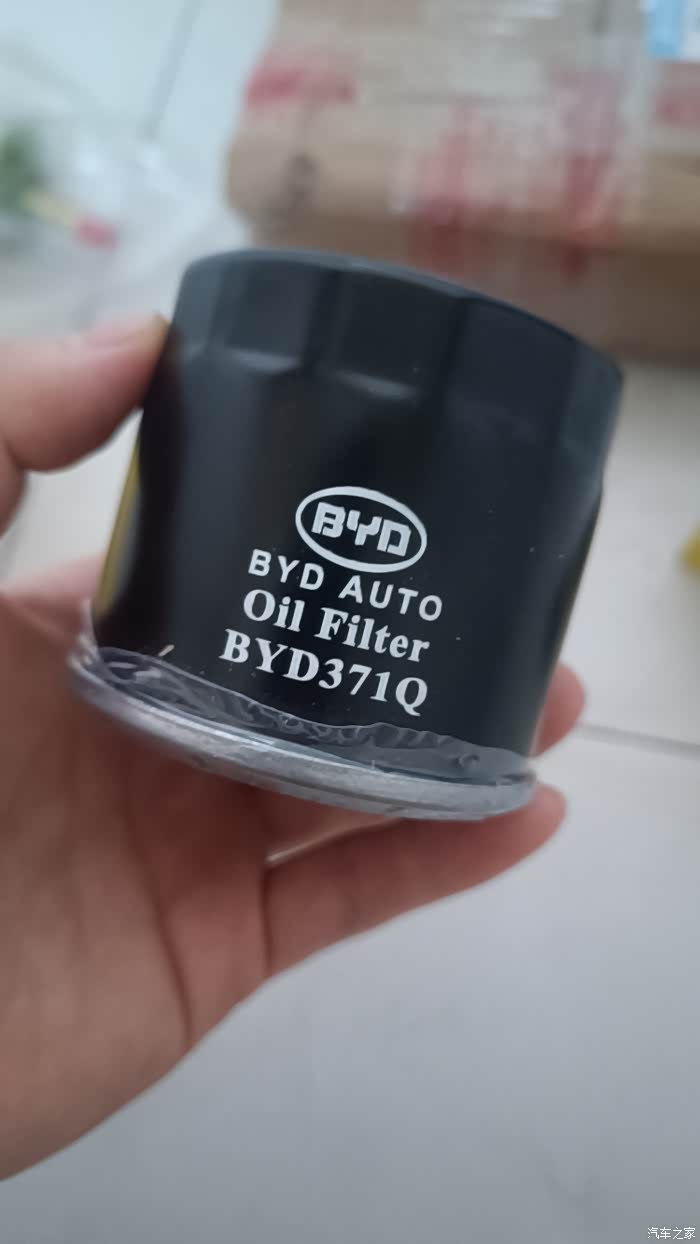 BYD
BYD AUTO
Oil Filter
BYD371Q
汽车之家